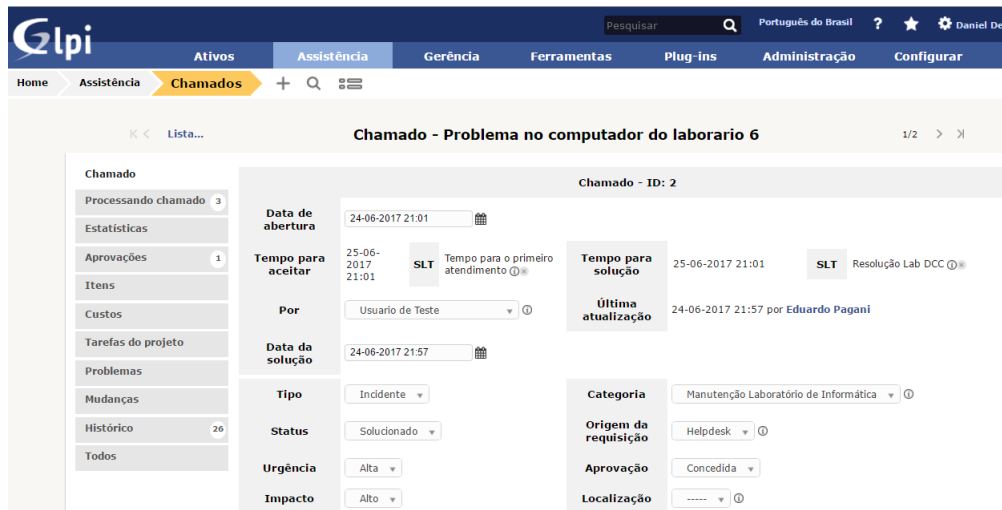 Glpi
Pesquisar
Português do Brasil
?
Daniel De
Ativos Assistência Gerência Ferramentas Plug-ins Administração Configurar
Home Assistência Chamados
Lista...
Chamado - Problema no computador do laborario 6
1/2
Chamado
Processando chamado 3
Estatísticas
Aprovações 1
Itens
Custos
Tarefas do projeto
Problemas
Mudanças
Histórico 26
Todos
Chamado - ID: 2
Data de
abertura
24-06-2017 21:01
Tempo para
aceitar
25-06-
2017
21:01
SLT
Tempo para o primeiro
atendimento
Tempo para
solução
25-06-2017 21:01
SLT
Resolução Lab DCC
Por
Usuario de Teste
Última
atualização
24-06-2017 21:57 por Eduardo Pagani
Data da
solução
24-06-2017 21:57
Tipo
Incidente
Categoria
Manutenção Laboratório de Informática
Status
Solucionado
Origem da
requisição
Helpdesk
Urgência
Alta
Aprovação
Concedida
Impacto
Alto
Localização
-----